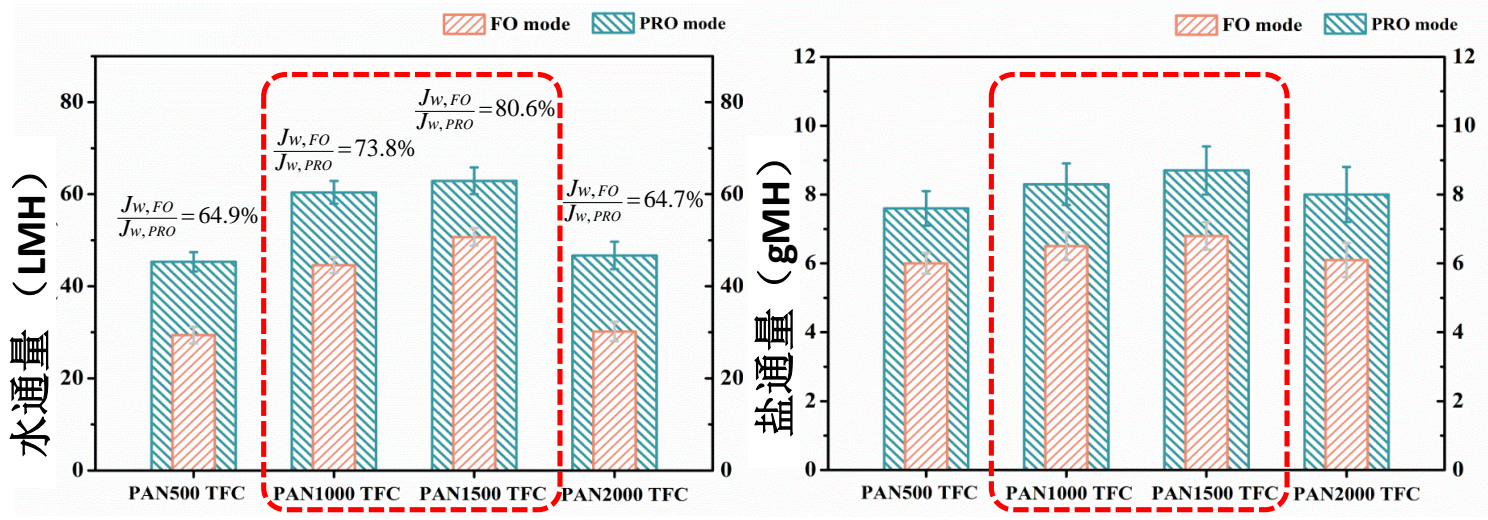 FO mode PRO mode
80
60
40
20
0
80
60
40
20
0
水通量（LMH）
Jw,FO
Jw,PRO
=64.9%
Jw,FO
Jw,PRO
=73.8%
Jw,FO
Jw,PRO
=80.6%
Jw,FO
Jw,PRO
=64.7%
PAN500 TFC PAN1000 TFC PAN1500 TFC PAN2000 TFC
FO mode PRO mode
12
10
8
6
4
2
0
12
10
8
6
4
2
0
盐通量（gMH）
PAN500 TFC PAN1000 TFC PAN1500 TFC PAN2000 TFC